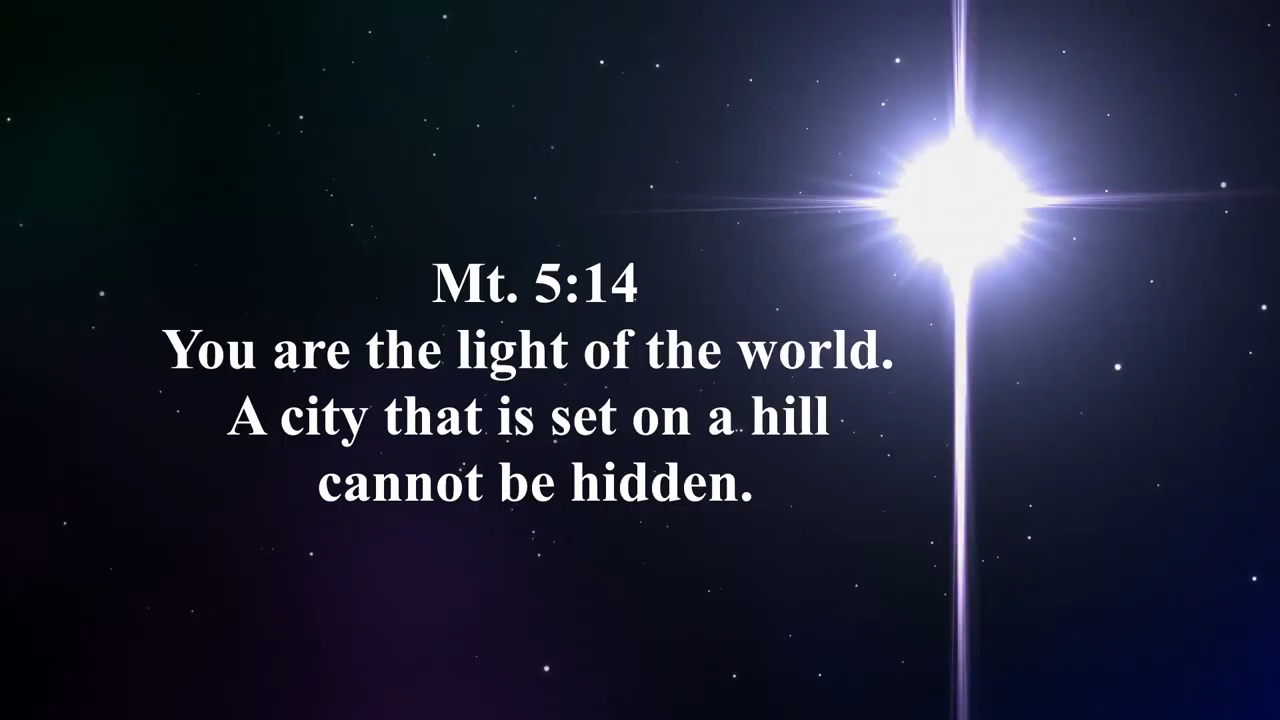 Mt. 5:14
You are the light of the world.
A city that is set on a hill
cannot be hidden.